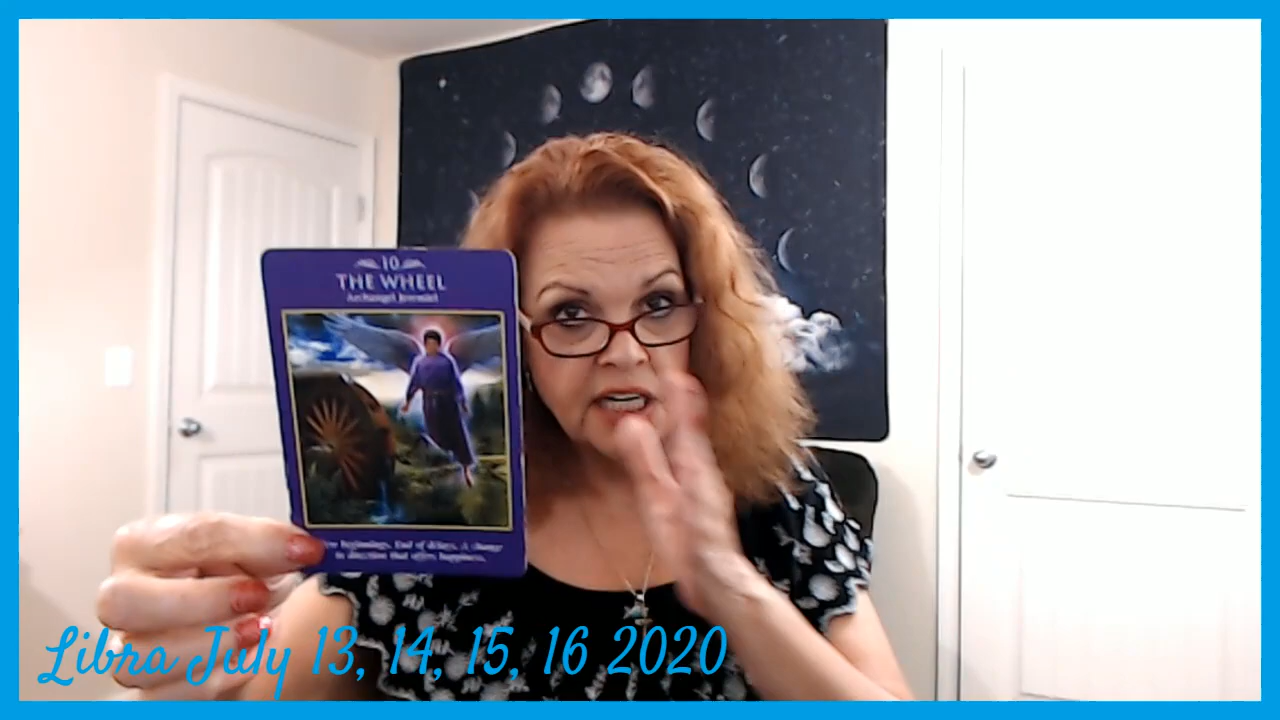 10
THE WHEEL
Archangel Jeremiel
New beginnings. End of delays. A change
in direction that offers happiness.
Libra July 13, 14, 15, 16 2020